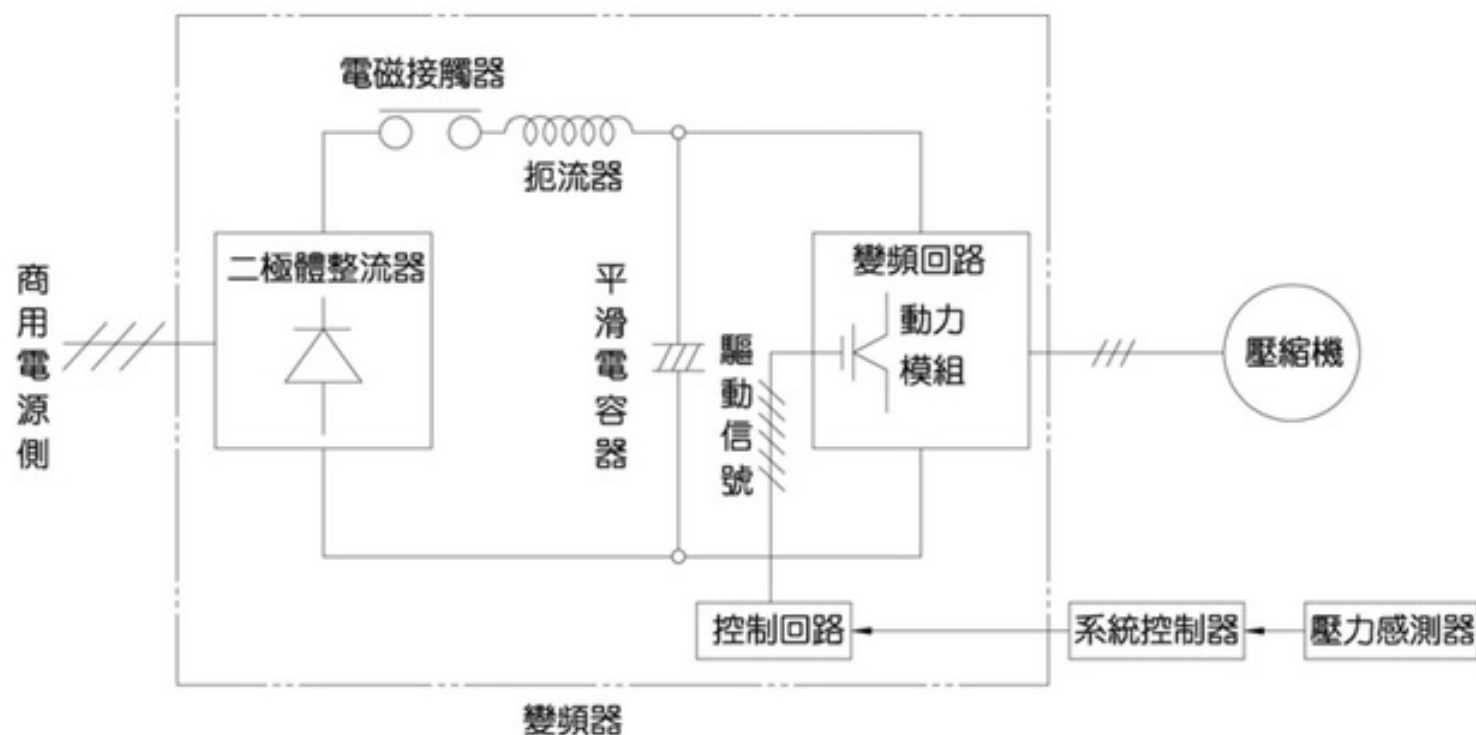 電磁接觸器
扼流器
二極體整流器
變頻回路
動力
模組
商用電源側
平滑電容器
驅動信號
壓縮機
控制回路
系統控制器
壓力感測器
變頻器